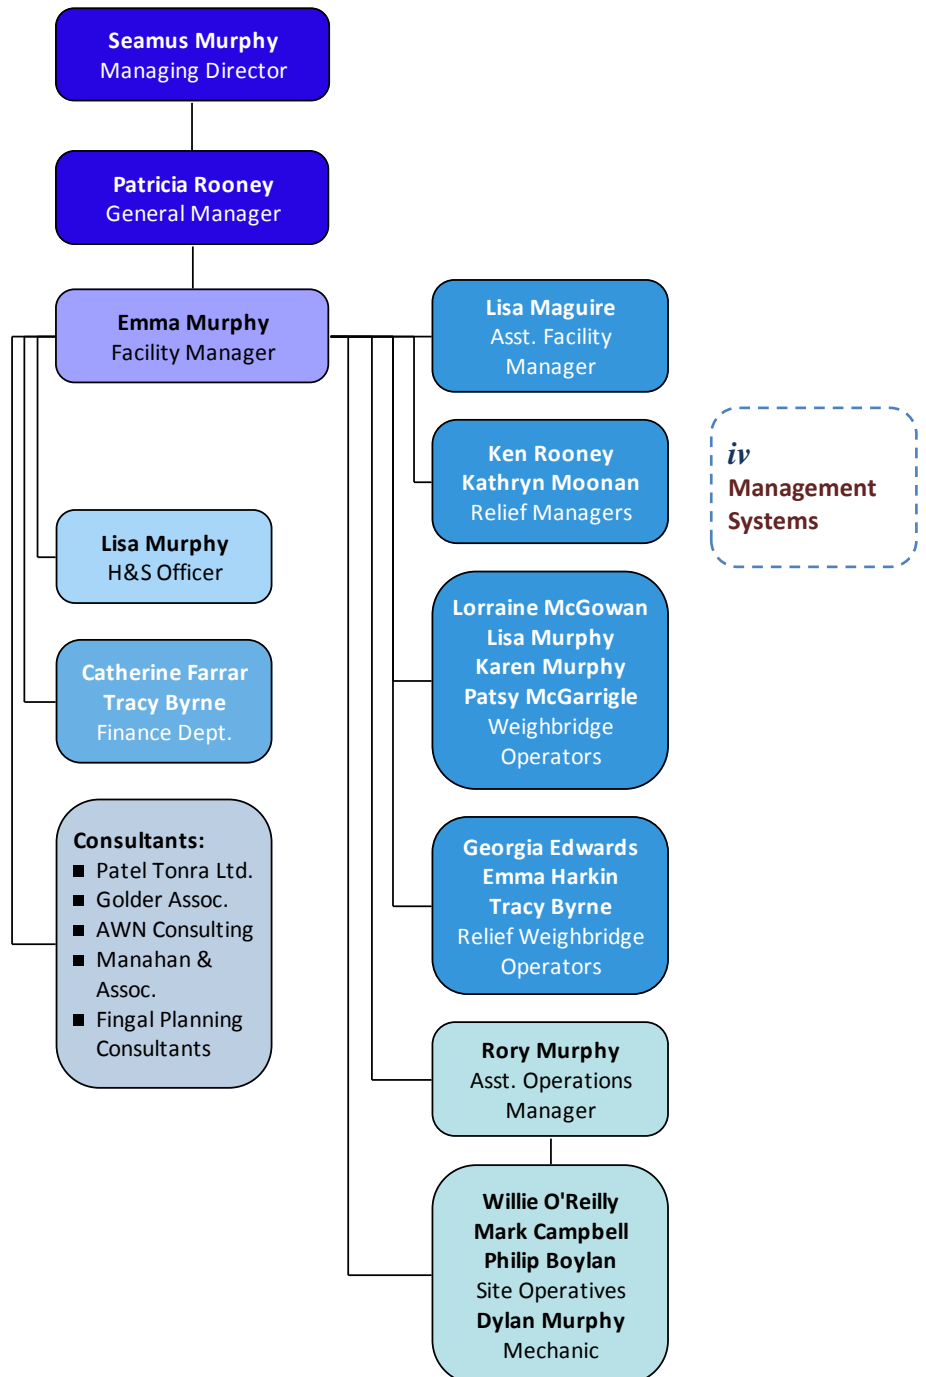 Seamus Murphy
Managing Director
Patricia Rooney
General Manager
Emma Murphy
Facility Manager
Lisa Maguire
Asst. Facility
Manager
Ken Rooney
Kathryn Moonan
Relief Managers
iv
Management
Systems
Lisa Murphy
H&S Officer
Lorraine McGowan
Lisa Murphy
Karen Murphy
Patsy McGarrigle
Weighbridge
Operators
Catherine Farrar
Tracy Byrne
Finance Dept.
Consultants:
■ Patel Tonra Ltd.
■ Golder Assoc.
■ AWN Consulting
■ Manahan &
Assoc.
■ Fingal Planning
Consultants
Georgia Edwards
Emma Harkin
Tracy Byrne
Relief Weighbridge
Operators
Rory Murphy
Asst. Operations
Manager
Willie O'Reilly
Mark Campbell
Philip Boylan
Site Operatives
Dylan Murphy
Mechanic